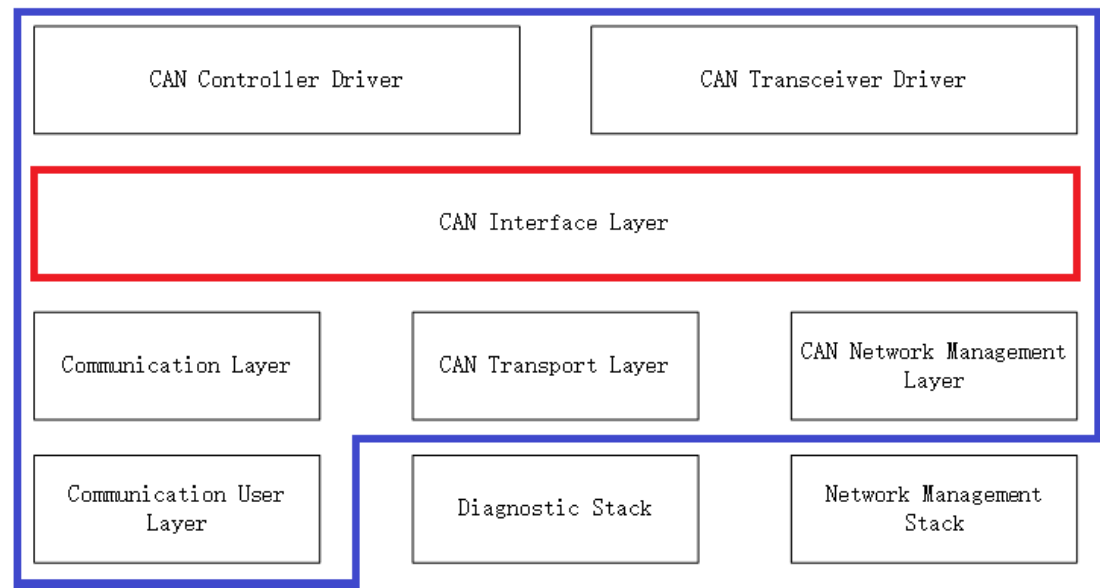 CAN Controller Driver
CAN Transceiver Driver
CAN Interface Layer
Communication Layer
CAN Transport Layer
CAN Network Management
Layer
Communication User
Layer
Diagnostic Stack
Network Management
Stack